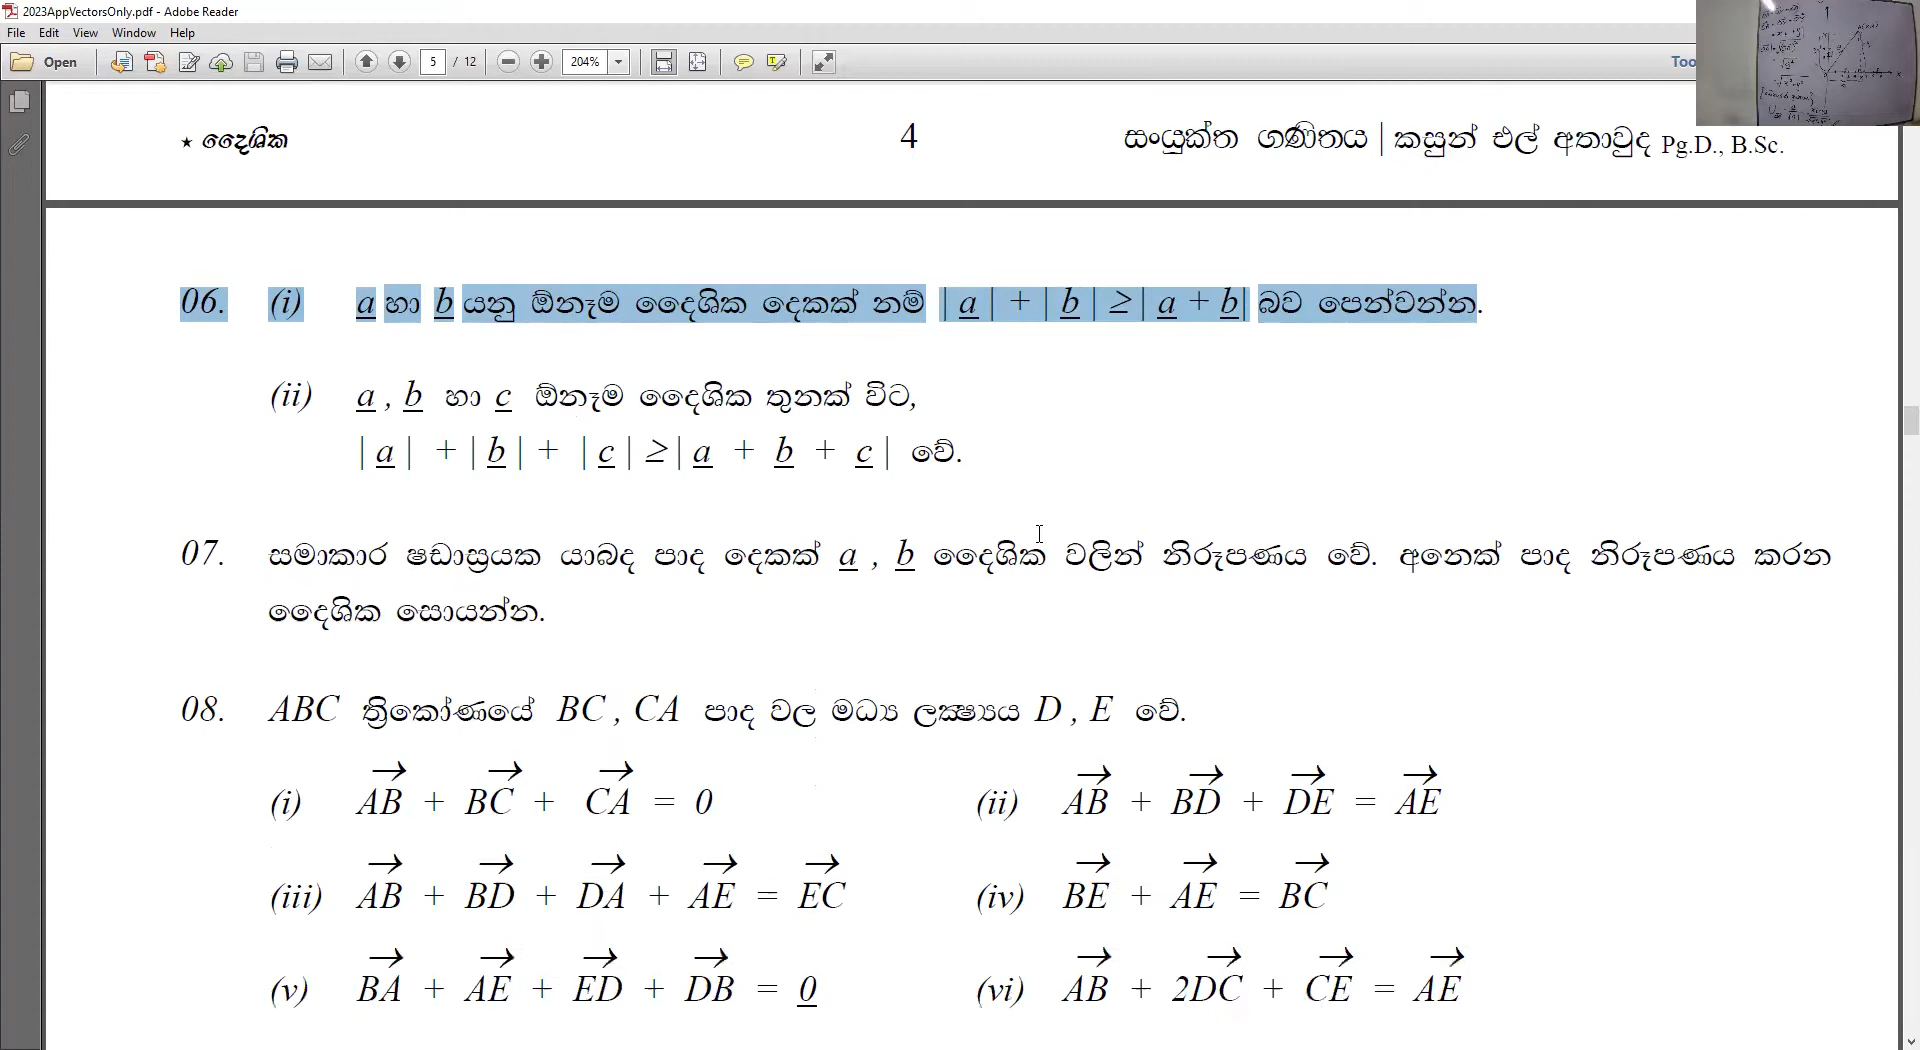 2023AppVectorsOnly.pdf - Adobe Reader
File Edit View Window Help
Open 5 / 12 204% Too
★ දෛශික 4 සංයුක්ත ගණිතය | කසුන් එල් අතාවුද Pg.D., B.Sc.
06. (i) a හා b යනු ඕනෑම දෛශික දෙකක් නම් | a | + | b | ≥ | a + b| බව පෙන්වන්න.
(ii) a , b හා c ඕනෑම දෛශික තුනක් විට,
| a | + | b | + | c | ≥ | a + b + c | වේ.
07. සමාකාර ෂඩාස්‍රයක යාබද පාද දෙකක් a , b දෛශික වලින් නිරූපණය වේ. අනෙක් පාද නිරූපණය කරන
දෛශික සොයන්න.
08. ABC ත්‍රිකෝණයේ BC , CA පාද වල මධ්‍ය ලක්‍ෂ්‍යය D , E වේ.
(i) AB→ + BC→ + CA→ = 0 (ii) AB→ + BD→ + DE→ = AE→
(iii) AB→ + BD→ + DA→ + AE→ = EC→ (iv) BE→ + AE→ = BC→
(v) BA→ + AE→ + ED→ + DB→ = 0 (vi) AB→ + 2DC→ + CE→ = AE→